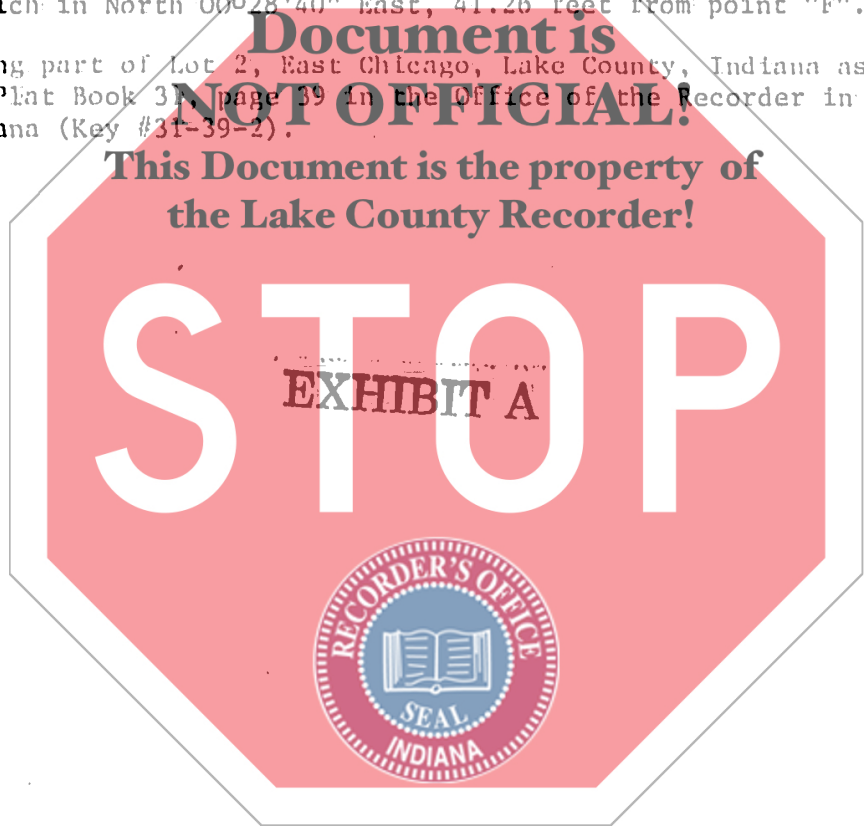 ich in North 00°28'40" East, 41.26 feet from point "F".
Document is
ng part of Lot 2, East Chicago, Lake County, Indiana as
Plat Book 31, page 39 in the Office of the Recorder in
NOT OFFICIAL!
ana (Key #31-39-2).
This Document is the property of
the Lake County Recorder!
STOP
EXHIBIT A
RECORDER'S OFFICE
SEAL
INDIANA